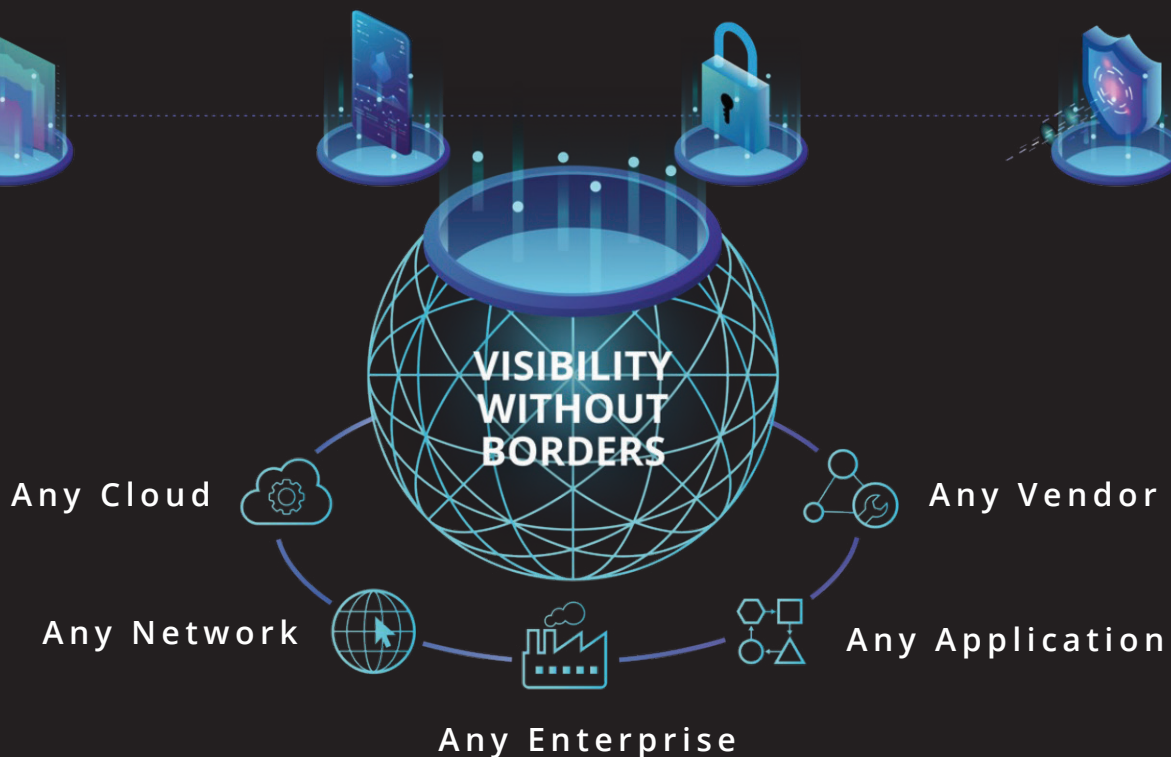 VISIBILITY
WITHOUT
BORDERS
Any Cloud
Any Vendor
Any Network
Any Application
Any Enterprise